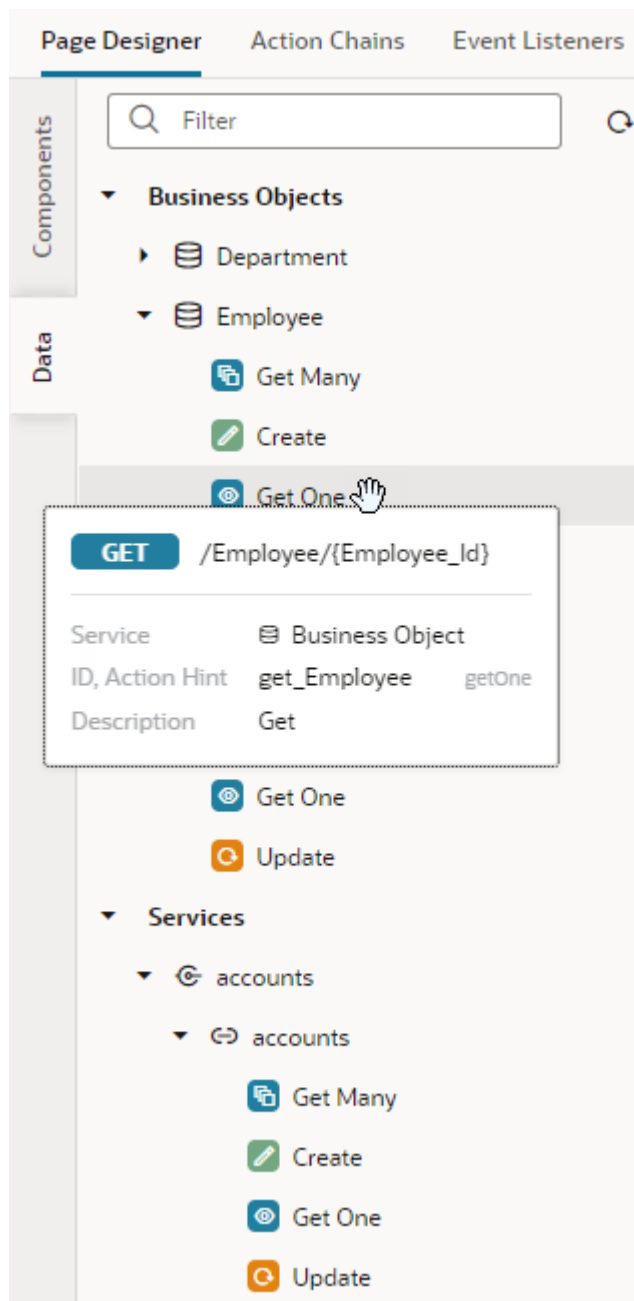 Page Designer Action Chains Event Listeners
Components
Filter
Business Objects
Department
Employee
Data
Get Many
Create
Get One
GET /Employee/{Employee_Id}
Service Business Object
ID, Action Hint get_Employee getOne
Description Get
Get One
Update
Services
accounts
accounts
Get Many
Create
Get One
Update